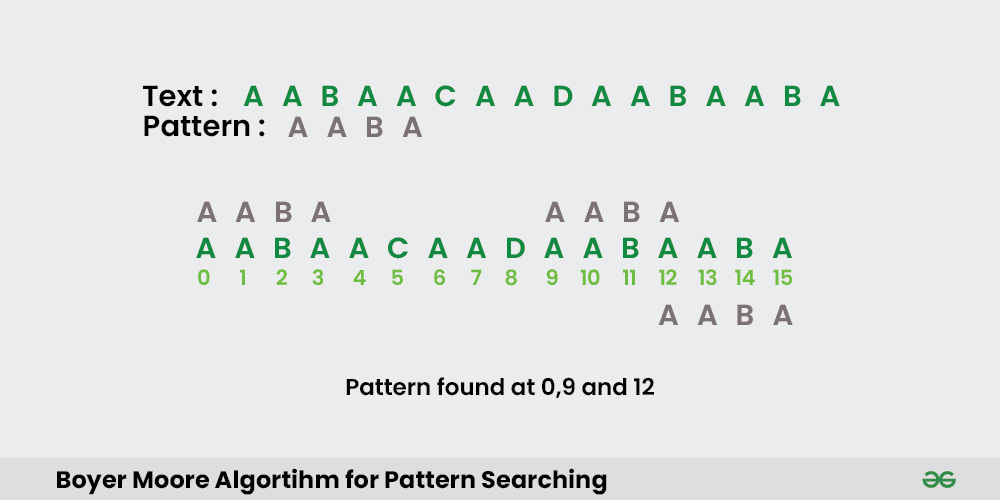 Text : A A B A A C A A D A A B A A B A
Pattern : A A B A
A A B A A A B A
A A B A A C A A D A A B A A B A
0 1 2 3 4 5 6 7 8 9 10 11 12 13 14 15
A A B A
Pattern found at 0,9 and 12
Boyer Moore Algortihm for Pattern Searching